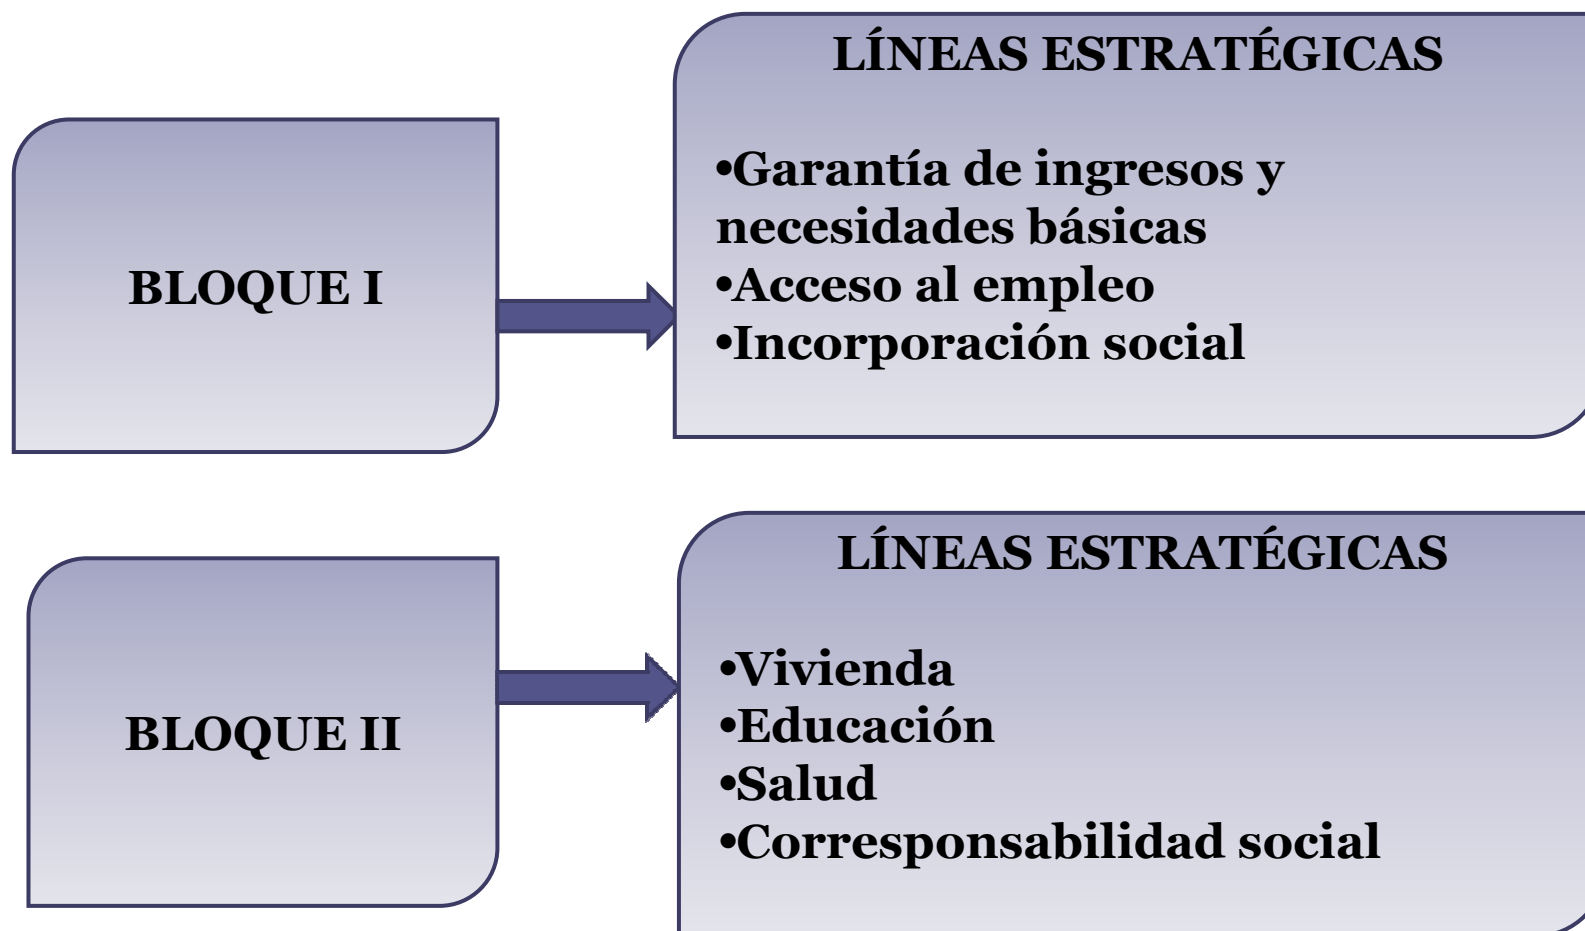 BLOQUE I
LÍNEAS ESTRATÉGICAS
•Garantía de ingresos y
necesidades básicas
•Acceso al empleo
•Incorporación social
BLOQUE II
LÍNEAS ESTRATÉGICAS
•Vivienda
•Educación
•Salud
•Corresponsabilidad social